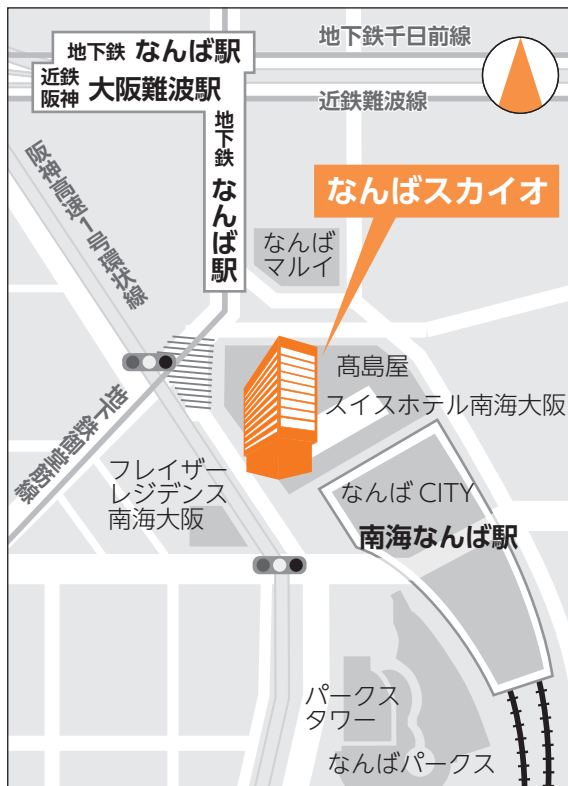 地下鉄 なんば駅
近鉄
阪神 大阪難波駅
地下鉄 なんば駅
地下鉄千日前線
近鉄難波線
阪神高速1号環状線
なんばスカイオ
なんば
マルイ
髙島屋
スイスホテル南海大阪
地下鉄御堂筋線
フレイザー
レジデンス
南海大阪
なんばCITY
南海なんば駅
パークス
タワー
なんばパークス